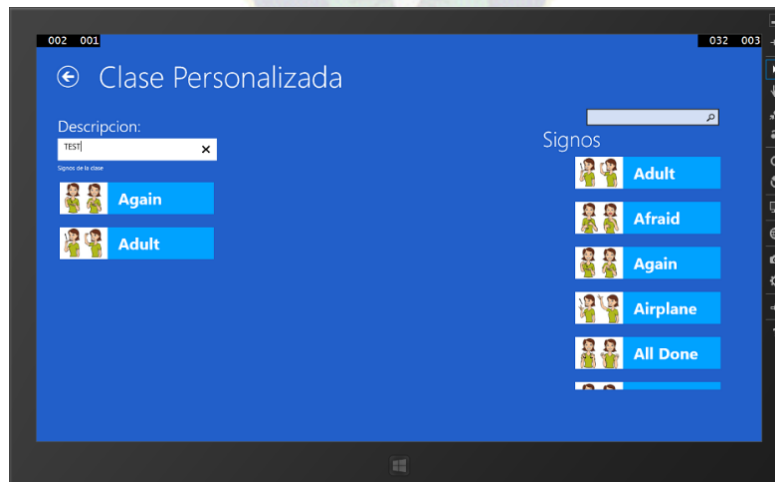 002 001
032 003
Clase Personalizada
Descripcion:
TEST
Signos de la clase
Again
Adult
Signos
Adult
Afraid
Again
Airplane
All Done